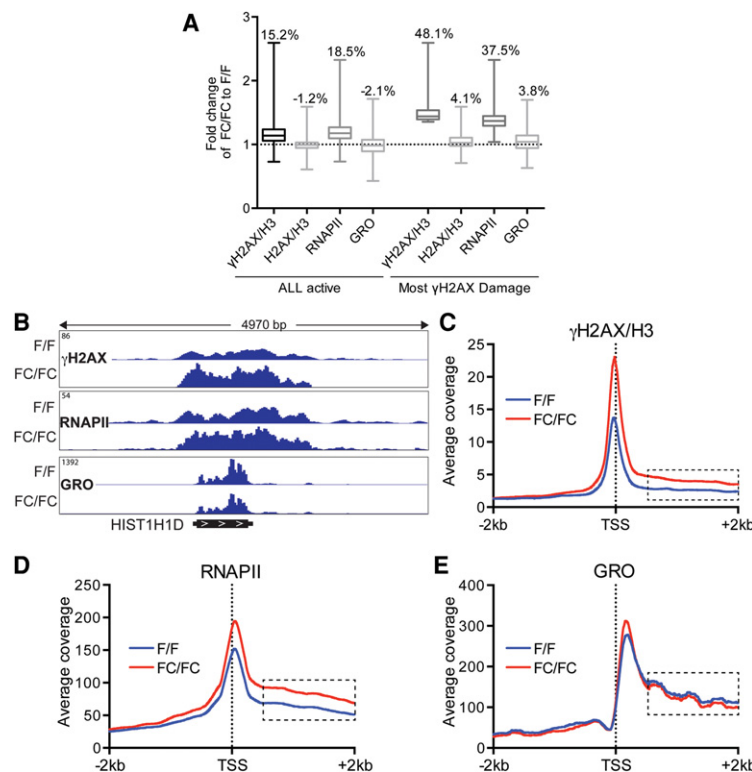 A
Fold change
of FC/FC to F/F
3
2
1
0
15.2%
-1.2%
18.5%
-2.1%
48.1%
4.1%
37.5%
3.8%
γH2AX/H3
H2AX/H3
RNAPII
GRO
γH2AX/H3
H2AX/H3
RNAPII
GRO
ALL active
Most γH2AX Damage
B
4970 bp
86
F/F
γH2AX
FC/FC
54
F/F
RNAPII
FC/FC
1392
F/F
GRO
FC/FC
HIST1H1D
> > >
C
γH2AX/H3
Average coverage
25
20
15
10
5
0
F/F
FC/FC
-2kb
TSS
+2kb
D
RNAPII
Average coverage
250
200
150
100
50
0
F/F
FC/FC
-2kb
TSS
+2kb
E
GRO
Average coverage
400
300
200
100
0
F/F
FC/FC
-2kb
TSS
+2kb